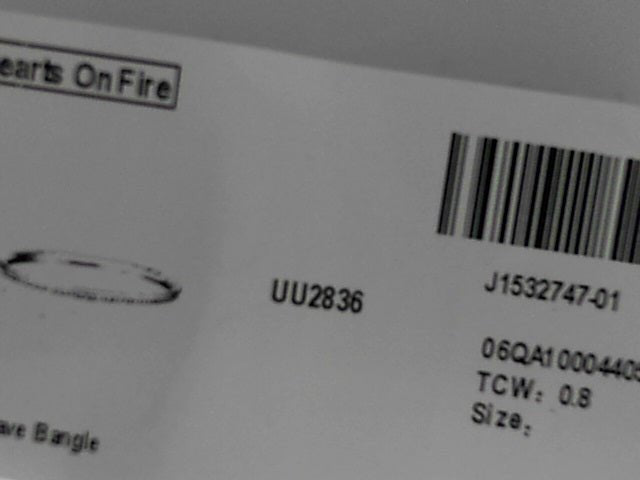 earts On Fire
UU2836
J1532747-01
06QA1000440
TCW: 0.8
Size:
ave Bangle